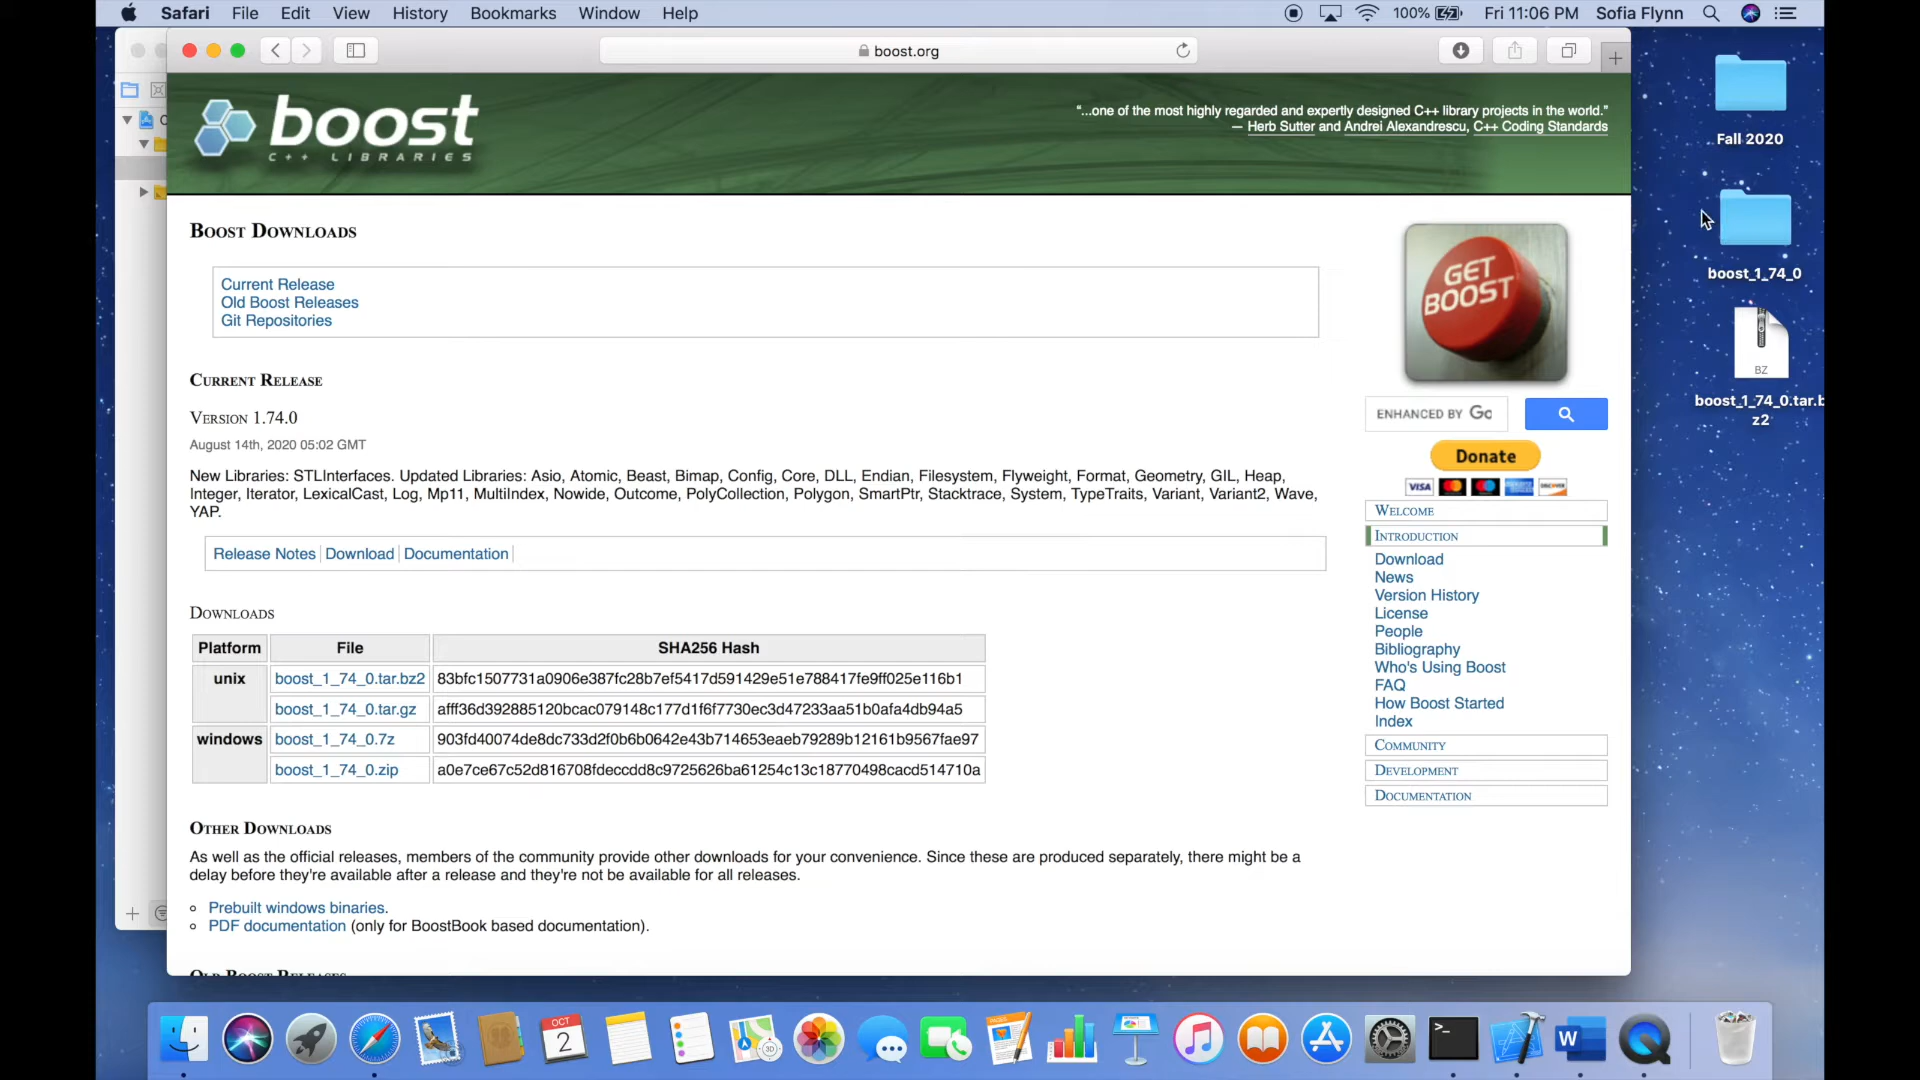 Safari File Edit View History Bookmarks Window Help 100% Fri 11:06 PM Sofia Flynn
boost.org
boost
C++ LIBRARIES
"...one of the most highly regarded and expertly designed C++ library projects in the world."
— Herb Sutter and Andrei Alexandrescu, C++ Coding Standards
BOOST DOWNLOADS
Current Release
Old Boost Releases
Git Repositories
CURRENT RELEASE
VERSION 1.74.0
August 14th, 2020 05:02 GMT
New Libraries: STLInterfaces. Updated Libraries: Asio, Atomic, Beast, Bimap, Config, Core, DLL, Endian, Filesystem, Flyweight, Format, Geometry, GIL, Heap,
Integer, Iterator, LexicalCast, Log, Mp11, MultiIndex, Nowide, Outcome, PolyCollection, Polygon, SmartPtr, Stacktrace, System, TypeTraits, Variant, Variant2, Wave,
YAP.
Release Notes Download Documentation
DOWNLOADS
Platform File SHA256 Hash
unix boost_1_74_0.tar.bz2 83bfc1507731a0906e387fc28b7ef5417d591429e51e788417fe9ff025e116b1
boost_1_74_0.tar.gz afff36d392885120bcac079148c177d1f6f7730ec3d47233aa51b0afa4db94a5
windows boost_1_74_0.7z 903fd40074de8dc733d2f0b6b0642e43b714653eaeb79289b12161b9567fae97
boost_1_74_0.zip a0e7ce67c52d816708fdeccdd8c9725626ba61254c13c18770498cacd514710a
OTHER DOWNLOADS
As well as the official releases, members of the community provide other downloads for your convenience. Since these are produced separately, there might be a
delay before they're available after a release and they're not be available for all releases.
Prebuilt windows binaries.
PDF documentation (only for BoostBook based documentation).
OLD BOOST RELEASES
GET
BOOST
ENHANCED BY Go
Donate
VISA DISCOVER
WELCOME
INTRODUCTION
Download
News
Version History
License
People
Bibliography
Who's Using Boost
FAQ
How Boost Started
Index
COMMUNITY
DEVELOPMENT
DOCUMENTATION
Fall 2020
boost_1_74_0
BZ
boost_1_74_0.tar.b
z2
OCT
2
3D
>_
W